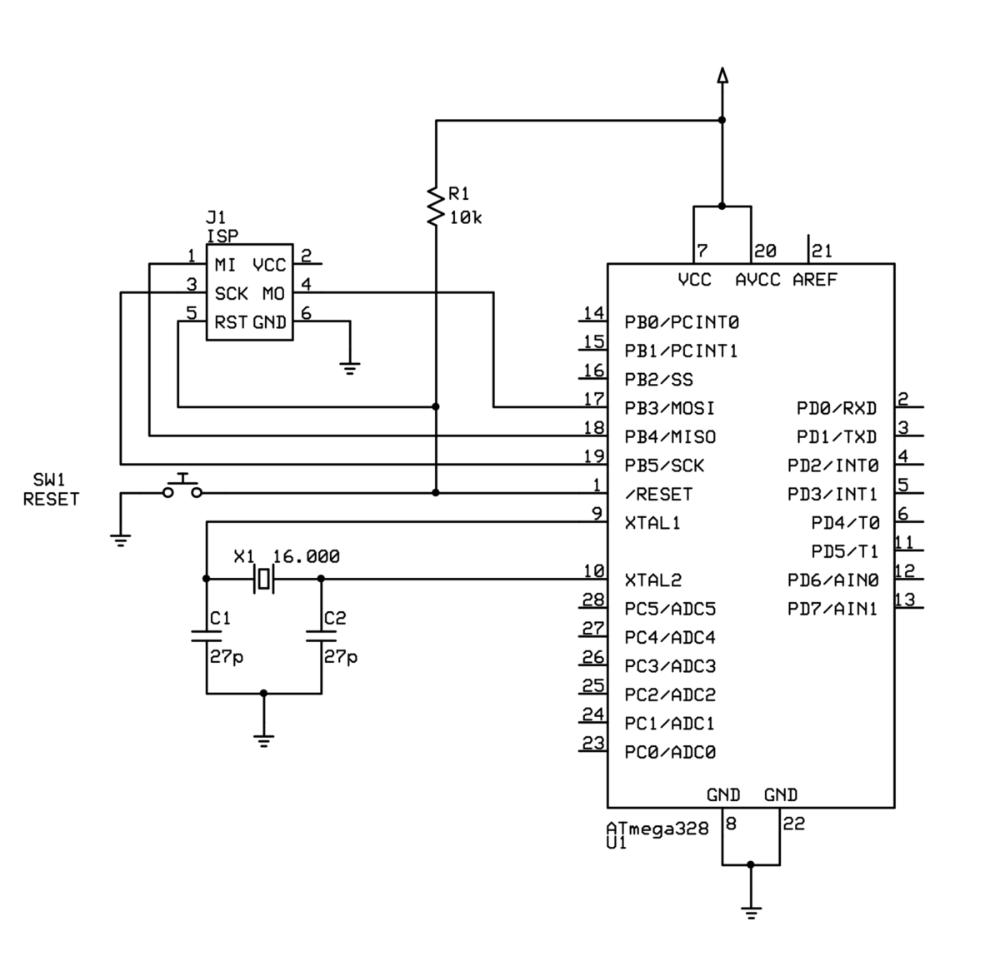 R1
10k
J1
ISP
1 MI VCC 2
3 SCK MO 4
5 RST GND 6
7 20 21
VCC AVCC AREF
14 PB0/PCINT0
15 PB1/PCINT1
16 PB2/SS
17 PB3/MOSI PD0/RXD 2
18 PB4/MISO PD1/TXD 3
19 PB5/SCK PD2/INT0 4
SW1
RESET
1 /RESET PD3/INT1 5
9 XTAL1 PD4/T0 6
PD5/T1 11
X1 16.000
10 XTAL2 PD6/AIN0 12
28 PC5/ADC5 PD7/AIN1 13
C1 C2
27p 27p
27 PC4/ADC4
26 PC3/ADC3
25 PC2/ADC2
24 PC1/ADC1
23 PC0/ADC0
GND GND
8 22
ATmega328
U1